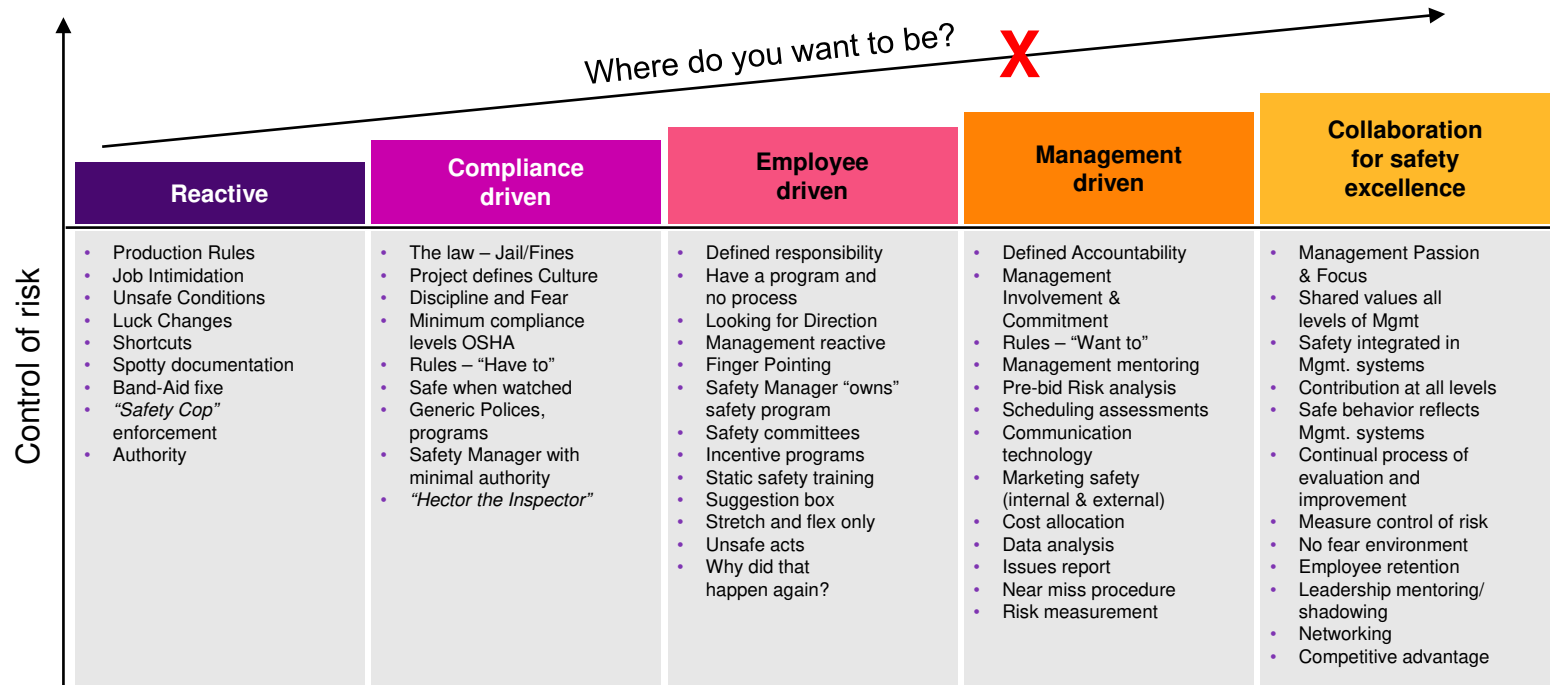 Where do you want to be?
X
Control of risk
Reactive
• Production Rules
• Job Intimidation
• Unsafe Conditions
• Luck Changes
• Shortcuts
• Spotty documentation
• Band-Aid fixe
• “Safety Cop”
enforcement
• Authority
Compliance
driven
• The law – Jail/Fines
• Project defines Culture
• Discipline and Fear
• Minimum compliance
levels OSHA
• Rules – “Have to”
• Safe when watched
• Generic Polices,
programs
• Safety Manager with
minimal authority
• “Hector the Inspector”
Employee
driven
• Defined responsibility
• Have a program and
no process
• Looking for Direction
• Management reactive
• Finger Pointing
• Safety Manager “owns”
safety program
• Safety committees
• Incentive programs
• Static safety training
• Suggestion box
• Stretch and flex only
• Unsafe acts
• Why did that
happen again?
Management
driven
• Defined Accountability
• Management
Involvement &
Commitment
• Rules – “Want to”
• Management mentoring
• Pre-bid Risk analysis
• Scheduling assessments
• Communication
technology
• Marketing safety
(internal & external)
• Cost allocation
• Data analysis
• Issues report
• Near miss procedure
• Risk measurement
Collaboration
for safety
excellence
• Management Passion
& Focus
• Shared values all
levels of Mgmt
• Safety integrated in
Mgmt. systems
• Contribution at all levels
• Safe behavior reflects
Mgmt. systems
• Continual process of
evaluation and
improvement
• Measure control of risk
• No fear environment
• Employee retention
• Leadership mentoring/
shadowing
• Networking
• Competitive advantage